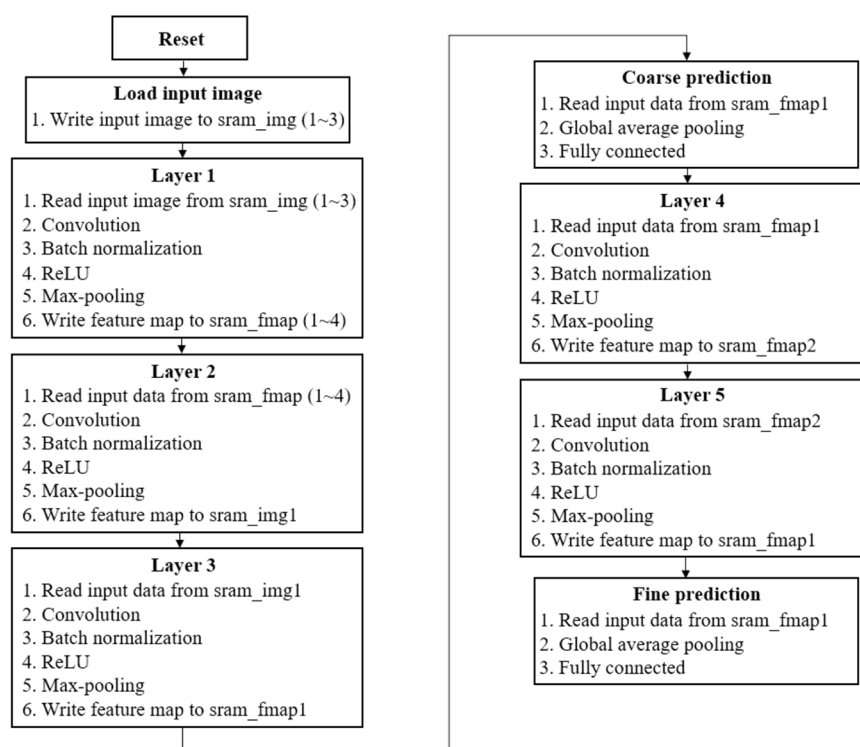 Reset
Load input image
1. Write input image to sram_img (1~3)
Layer 1
1. Read input image from sram_img (1~3)
2. Convolution
3. Batch normalization
4. ReLU
5. Max-pooling
6. Write feature map to sram_fmap (1~4)
Layer 2
1. Read input data from sram_fmap (1~4)
2. Convolution
3. Batch normalization
4. ReLU
5. Max-pooling
6. Write feature map to sram_img1
Layer 3
1. Read input data from sram_img1
2. Convolution
3. Batch normalization
4. ReLU
5. Max-pooling
6. Write feature map to sram_fmap1
Coarse prediction
1. Read input data from sram_fmap1
2. Global average pooling
3. Fully connected
Layer 4
1. Read input data from sram_fmap1
2. Convolution
3. Batch normalization
4. ReLU
5. Max-pooling
6. Write feature map to sram_fmap2
Layer 5
1. Read input data from sram_fmap2
2. Convolution
3. Batch normalization
4. ReLU
5. Max-pooling
6. Write feature map to sram_fmap1
Fine prediction
1. Read input data from sram_fmap1
2. Global average pooling
3. Fully connected